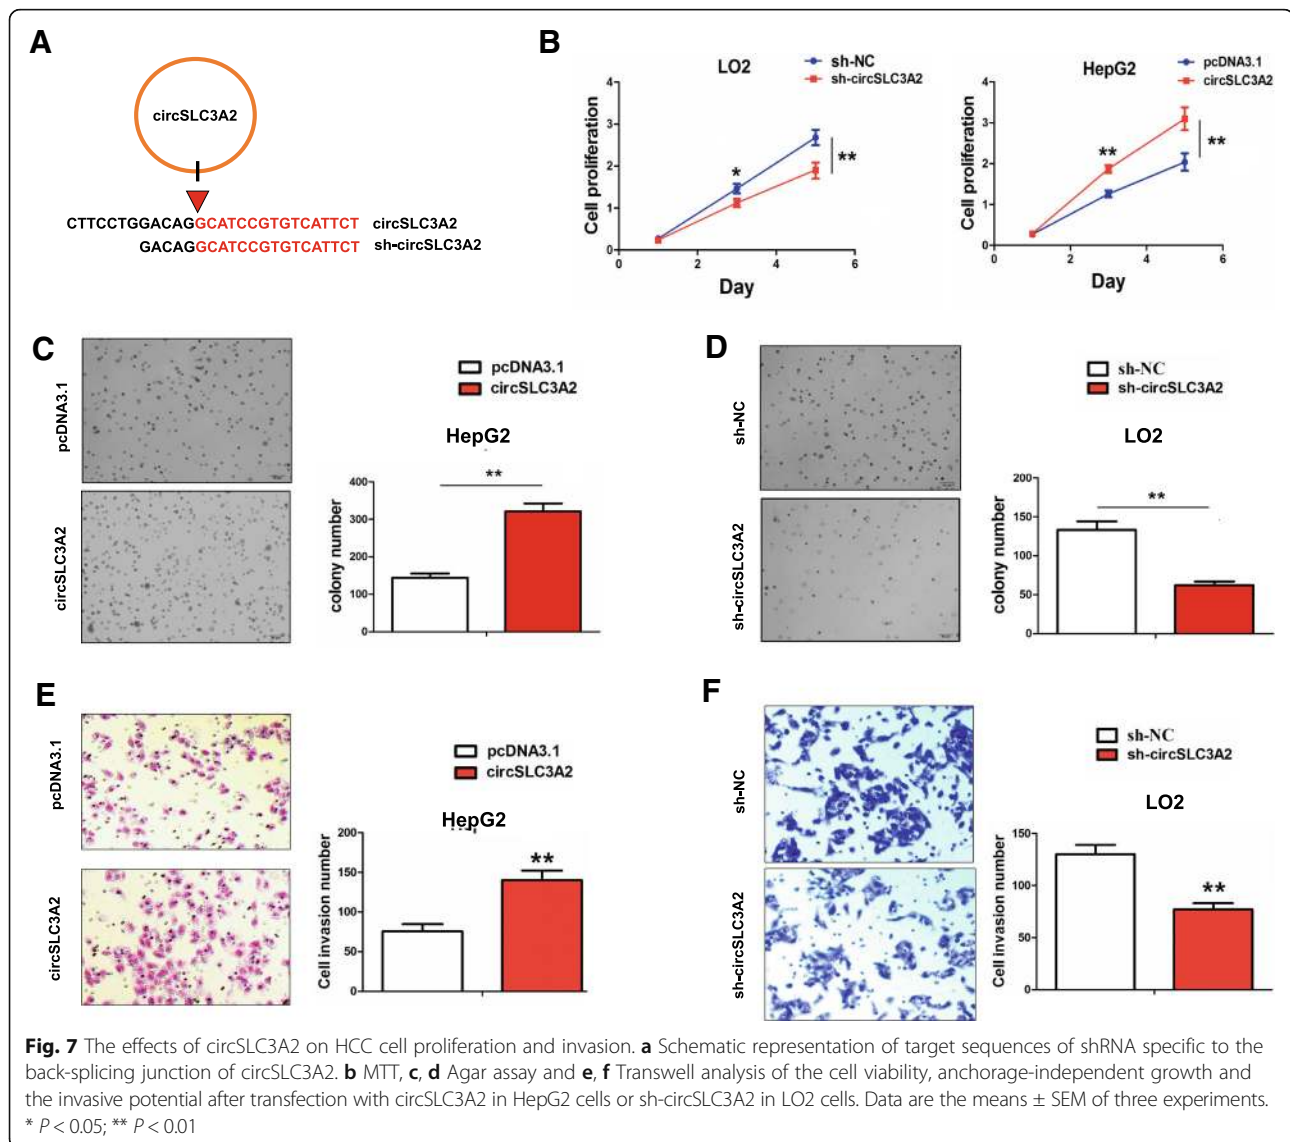 A
circSLC3A2
CTTCCTGGACAGGCATCCGTGTCATTCT circSLC3A2
GACAGGCATCCGTGTCATTCT sh-circSLC3A2
B
LO2
sh-NC
sh-circSLC3A2
Cell proliferation
4
3
2
1
0
*
**
0 2 4 6
Day
HepG2
pcDNA3.1
circSLC3A2
Cell proliferation
4
3
2
1
0
**
**
0 2 4 6
Day
C
pcDNA3.1
circSLC3A2
pcDNA3.1
circSLC3A2
HepG2
colony number
400
300
200
100
0
**
D
sh-NC
sh-circSLC3A2
sh-NC
sh-circSLC3A2
LO2
colony number
200
150
100
50
0
**
E
pcDNA3.1
circSLC3A2
pcDNA3.1
circSLC3A2
HepG2
Cell invasion number
200
150
100
50
0
**
F
sh-NC
sh-circSLC3A2
sh-NC
sh-circSLC3A2
LO2
Cell invasion number
150
100
50
0
**
Fig. 7 The effects of circSLC3A2 on HCC cell proliferation and invasion. a Schematic representation of target sequences of shRNA specific to the
back-splicing junction of circSLC3A2. b MTT, c, d Agar assay and e, f Transwell analysis of the cell viability, anchorage-independent growth and
the invasive potential after transfection with circSLC3A2 in HepG2 cells or sh-circSLC3A2 in LO2 cells. Data are the means ± SEM of three experiments.
* P < 0.05; ** P < 0.01